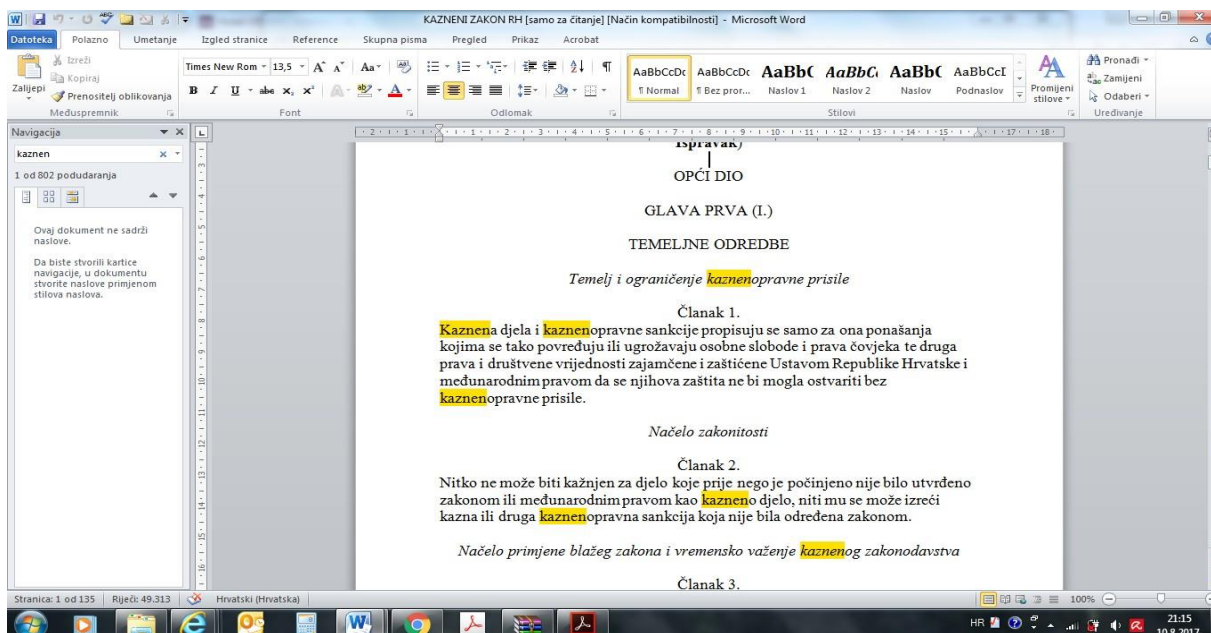 KAZNENI ZAKON RH [samo za čitanje] [Način kompatibilnosti] - Microsoft Word
Datoteka Polazno Umetanje Izgled stranice Reference Skupna pisma Pregled Prikaz Acrobat
Zalijepi
Izreži
Kopiraj
Prenositelj oblikovanja
Međuspremnik
Times New Rom 13,5
Font
Odlomak
AaBbCcDc AaBbCcDc AaBbC AaBbCc AaBbC AaBbCcI
¶ Normal ¶ Bez pror... Naslov 1 Naslov 2 Naslov Podnaslov
Promijeni stilove
Stilovi
Pronađi
Zamijeni
Odaberi
Uređivanje
Navigacija
kaznen
1 od 802 podudaranja
Ovaj dokument ne sadrži
naslove.
Da biste stvorili kartice
navigacije, u dokumentu
stvorite naslove primjenom
stilova naslova.
Ispravak)
OPĆI DIO
GLAVA PRVA (I.)
TEMELJNE ODREDBE
Temelj i ograničenje kaznenopravne prisile
Članak 1.
Kaznena djela i kaznenopravne sankcije propisuju se samo za ona ponašanja
kojima se tako povređuju ili ugrožavaju osobne slobode i prava čovjeka te druga
prava i društvene vrijednosti zajamčene i zaštićene Ustavom Republike Hrvatske i
međunarodnim pravom da se njihova zaštita ne bi mogla ostvariti bez
kaznenopravne prisile.
Načelo zakonitosti
Članak 2.
Nitko ne može biti kažnjen za djelo koje prije nego je počinjeno nije bilo utvrđeno
zakonom ili međunarodnim pravom kao kazneno djelo, niti mu se može izreći
kazna ili druga kaznenopravna sankcija koja nije bila određena zakonom.
Načelo primjene blažeg zakona i vremensko važenje kaznenog zakonodavstva
Članak 3.
Stranica: 1 od 135 Riječi: 49.313 Hrvatski (Hrvatska) 100%
HR 21:15
10.8.2017